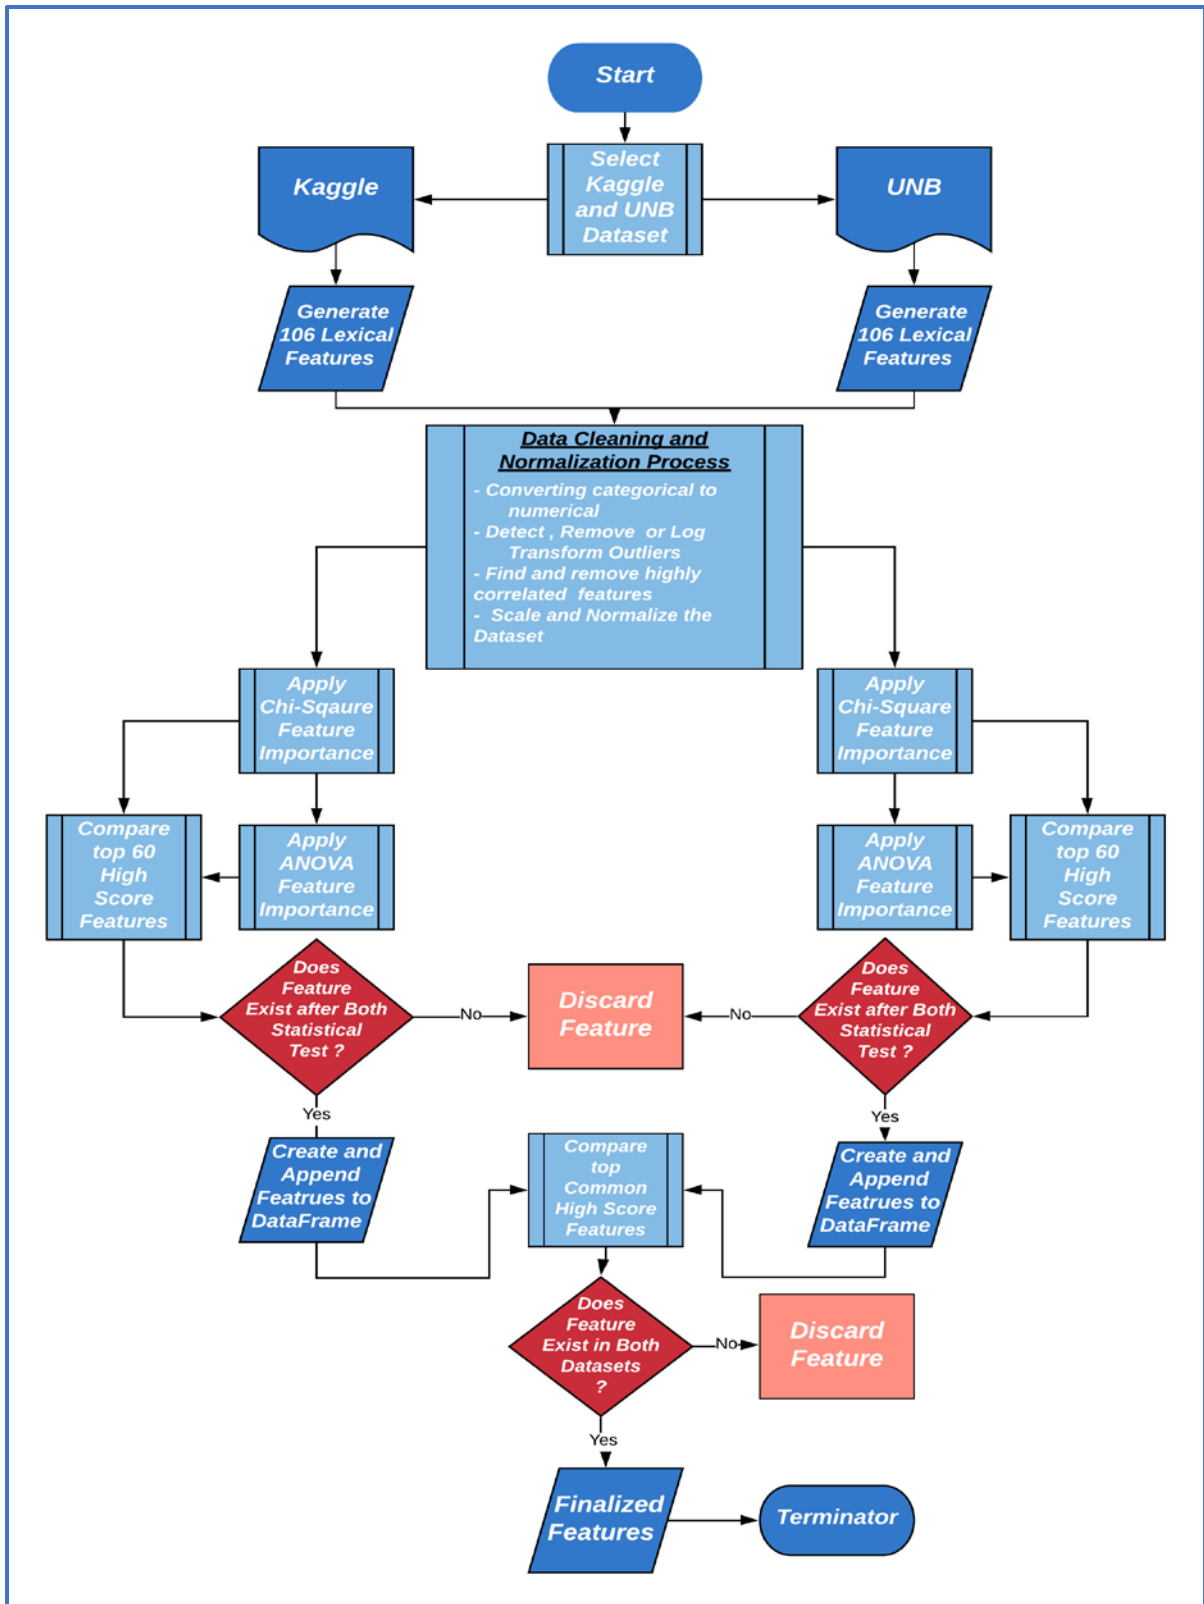 Start
Select
Kaggle
and UNB
Dataset
Kaggle
UNB
Generate
106 Lexical
Features
Generate
106 Lexical
Features
Data Cleaning and
Normalization Process
- Converting categorical to
numerical
- Detect , Remove or Log
Transform Outliers
- Find and remove highly
correlated features
- Scale and Normalize the
Dataset
Apply
Chi-Sqaure
Feature
Importance
Apply
Chi-Square
Feature
Importance
Compare
top 60
High
Score
Features
Apply
ANOVA
Feature
Importance
Apply
ANOVA
Feature
Importance
Compare
top 60
High
Score
Features
Does
Feature
Exist after Both
Statistical
Test ?
No
Discard
Feature
No
Does
Feature
Exist after Both
Statistical
Test ?
Yes
Yes
Create and
Append
Featrues to
DataFrame
Compare
top
Common
High Score
Features
Create and
Append
Featrues to
DataFrame
Does
Feature
Exist in Both
Datasets
?
No
Discard
Feature
Yes
Finalized
Features
Terminator